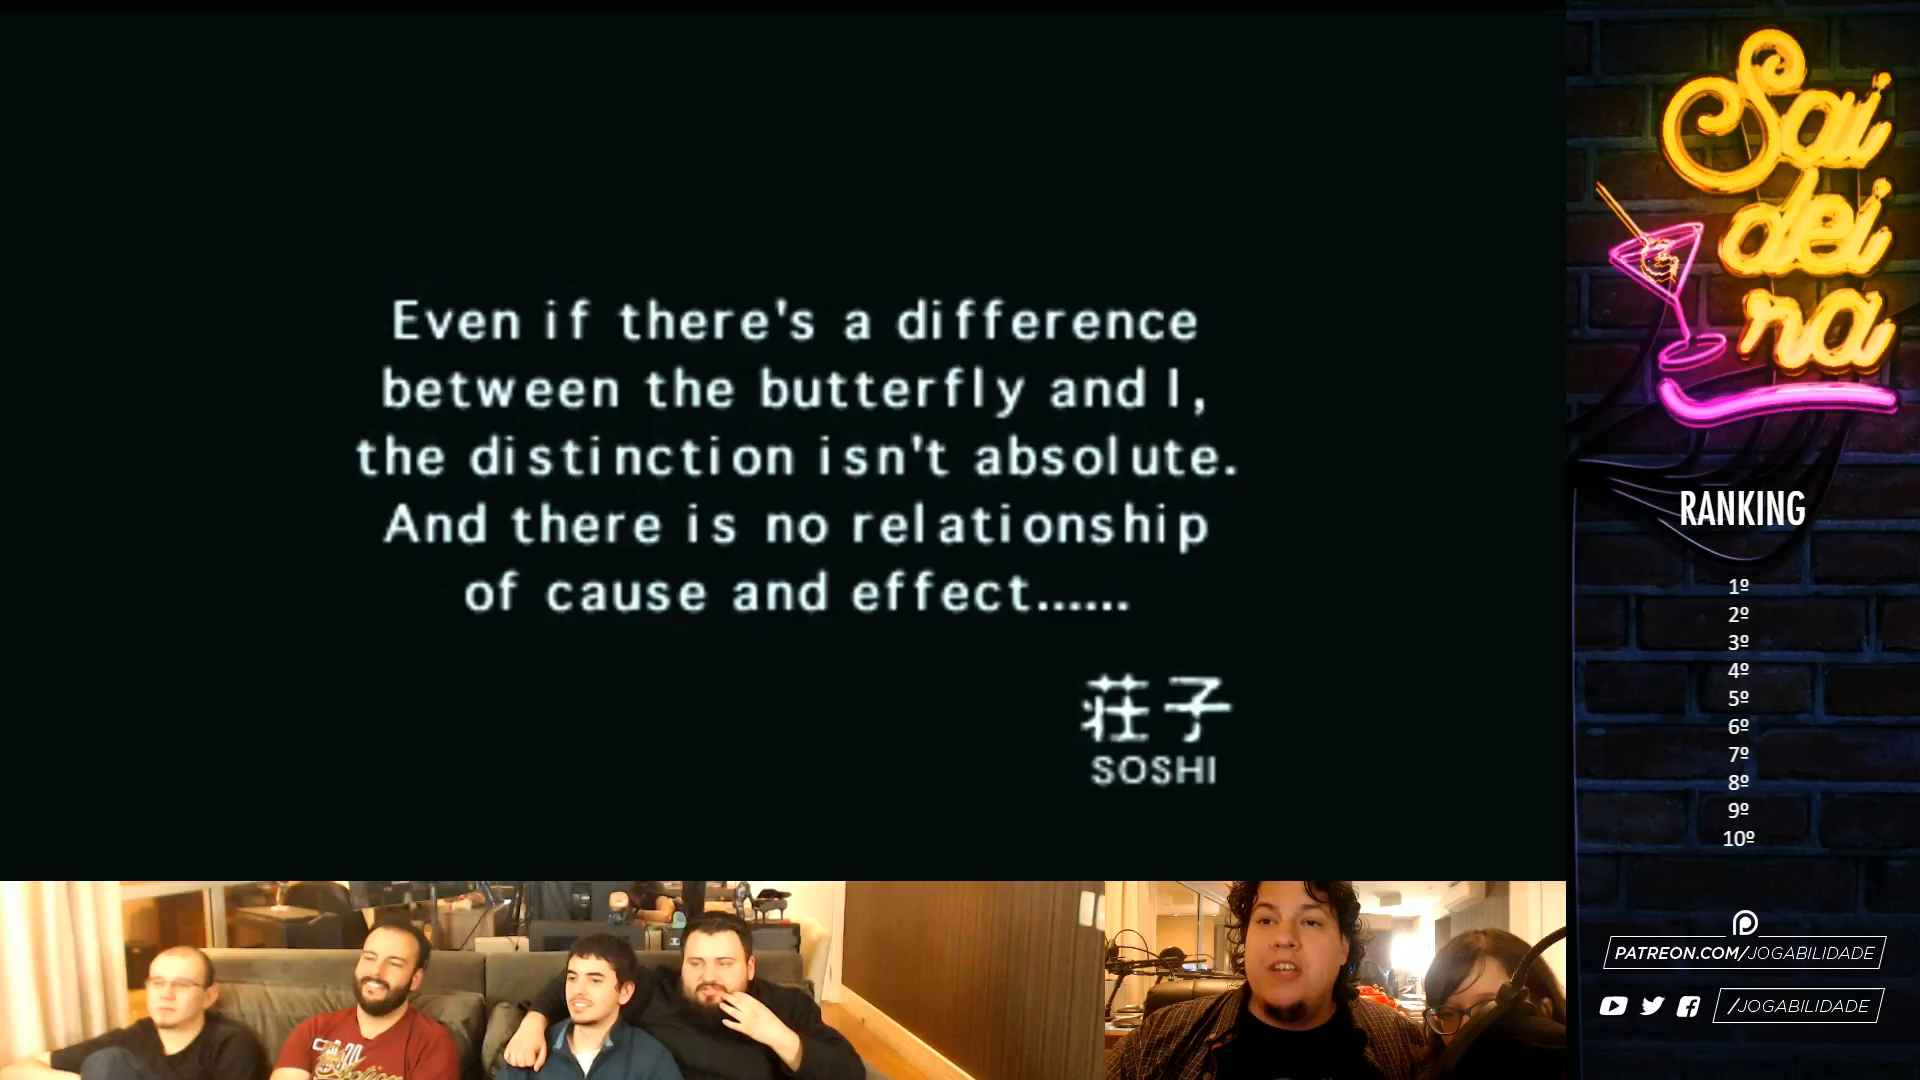 Even if there's a difference
between the butterfly and I,
the distinction isn't absolute.
And there is no relationship
of cause and effect......
荘子
SOSHI
Sai
dei
ra
RANKING
1º
2º
3º
4º
5º
6º
7º
8º
9º
10º
PATREON.COM/JOGABILIDADE
/JOGABILIDADE